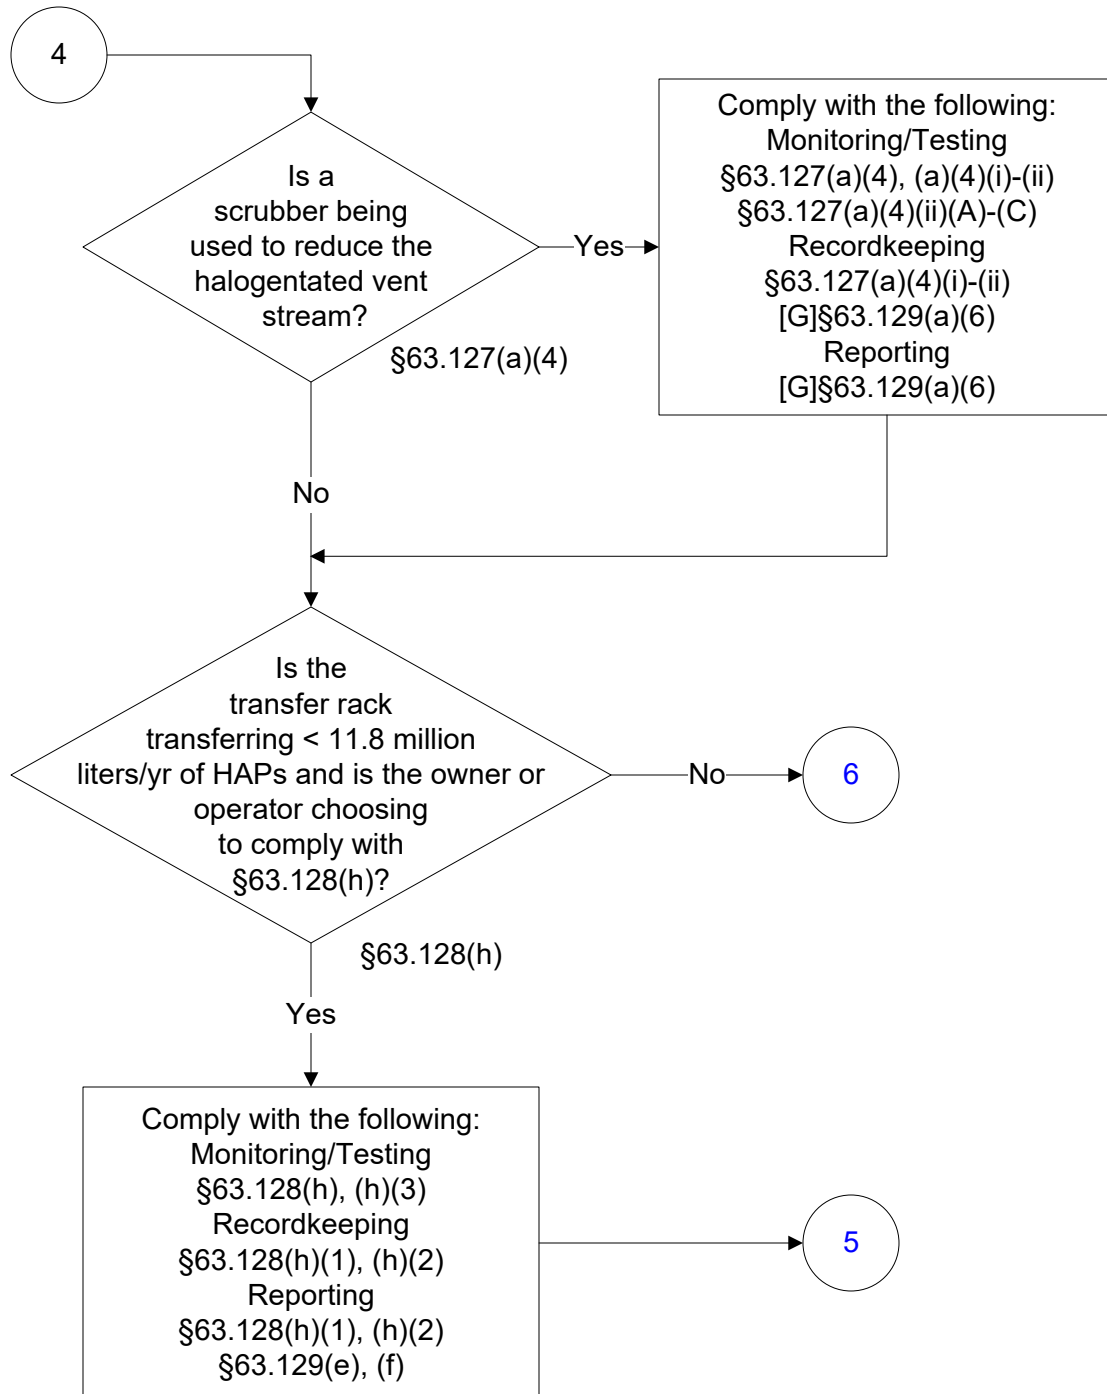 4
Is a
scrubber being
used to reduce the
halogentated vent
stream?
§63.127(a)(4)
Yes
Comply with the following:
Monitoring/Testing
§63.127(a)(4), (a)(4)(i)-(ii)
§63.127(a)(4)(ii)(A)-(C)
Recordkeeping
§63.127(a)(4)(i)-(ii)
[G]§63.129(a)(6)
Reporting
[G]§63.129(a)(6)
No
Is the
transfer rack
transferring < 11.8 million
liters/yr of HAPs and is the owner or
operator choosing
to comply with
§63.128(h)?
§63.128(h)
No
6
Yes
Comply with the following:
Monitoring/Testing
§63.128(h), (h)(3)
Recordkeeping
§63.128(h)(1), (h)(2)
Reporting
§63.128(h)(1), (h)(2)
§63.129(e), (f)
5